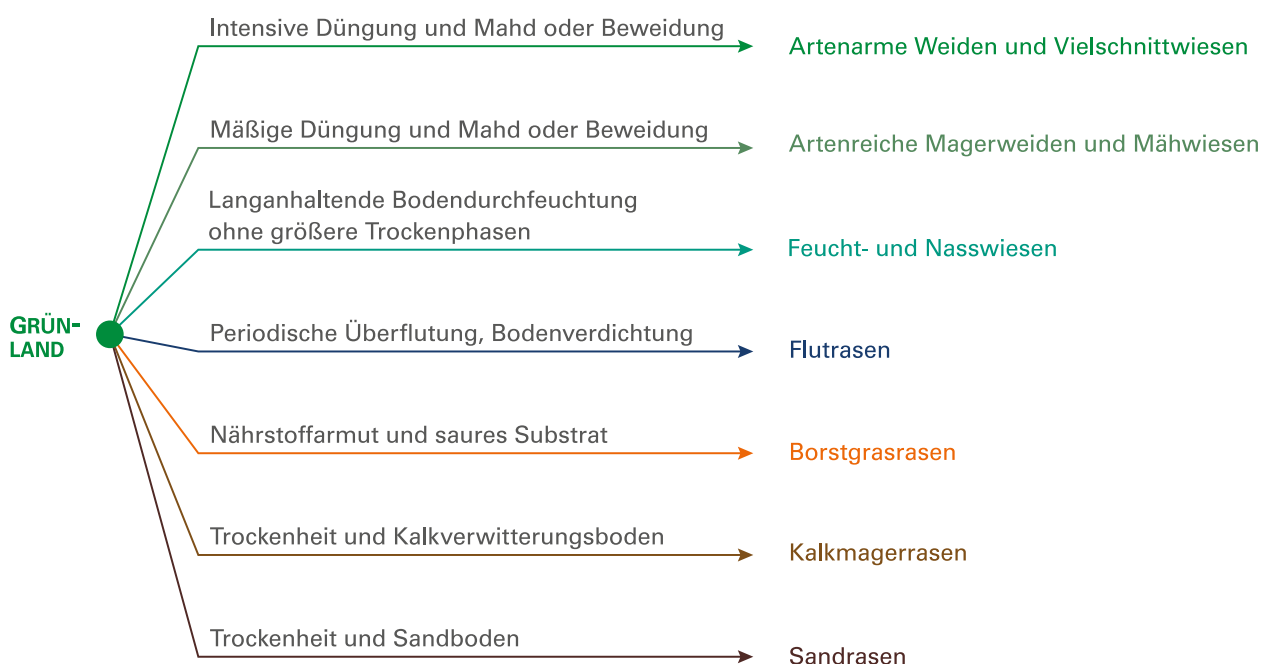 Intensive Düngung und Mahd oder Beweidung
Artenarme Weiden und Vielschnittwiesen
Mäßige Düngung und Mahd oder Beweidung
Artenreiche Magerweiden und Mähwiesen
Langanhaltende Bodendurchfeuchtung
ohne größere Trockenphasen
Feucht- und Nasswiesen
GRÜN-
LAND
Periodische Überflutung, Bodenverdichtung
Flutrasen
Nährstoffarmut und saures Substrat
Borstgrasrasen
Trockenheit und Kalkverwitterungsboden
Kalkmagerrasen
Trockenheit und Sandboden
Sandrasen